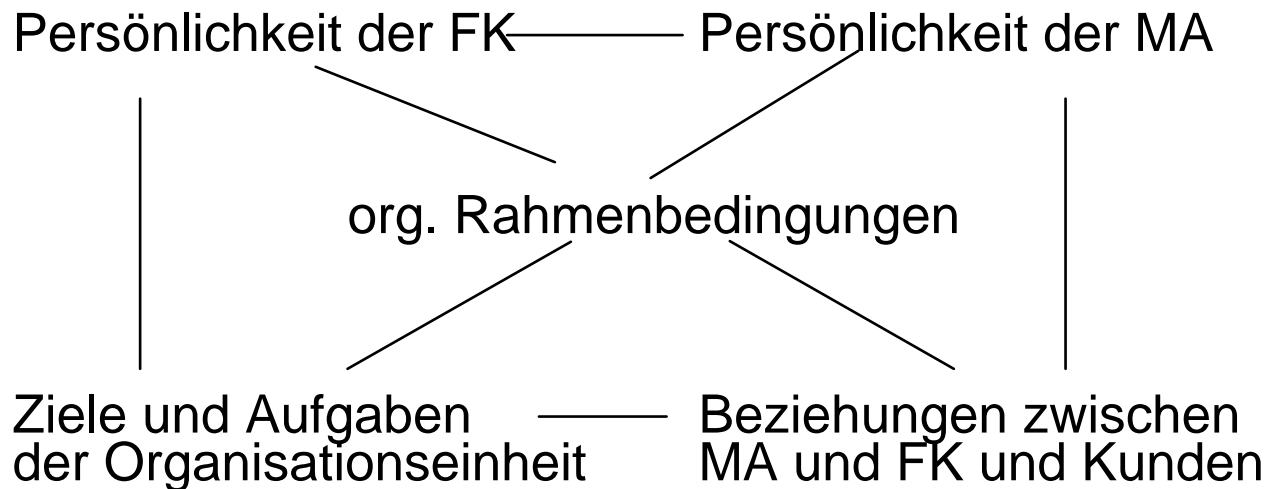 Persönlichkeit der FK
Persönlichkeit der MA
org. Rahmenbedingungen
Ziele und Aufgaben
der Organisationseinheit
Beziehungen zwischen
MA und FK und Kunden